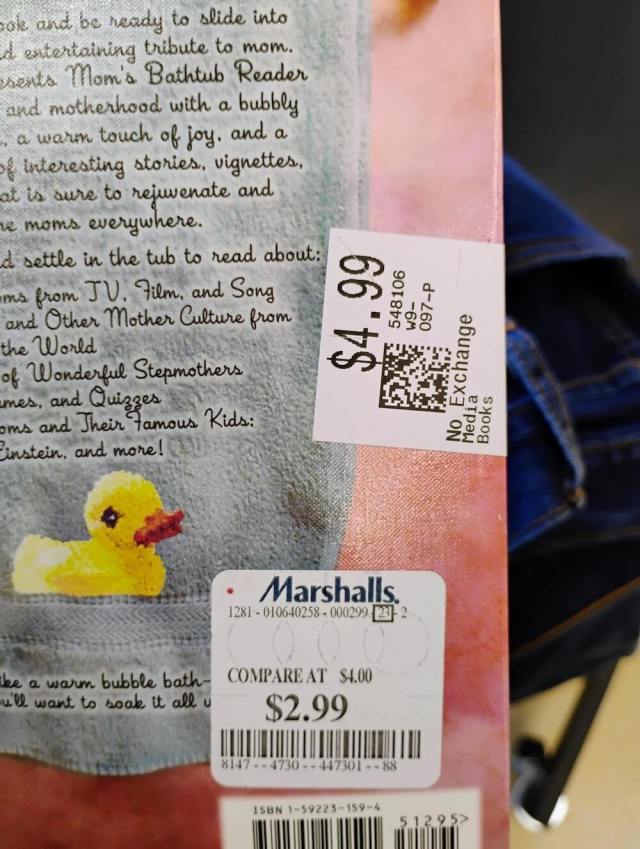 ook and be ready to slide into
d entertaining tribute to mom.
esents Mom's Bathtub Reader
and motherhood with a bubbly
, a warm touch of joy, and a
of interesting stories, vignettes,
at is sure to rejuvenate and
e moms everywhere.
d settle in the tub to read about:
oms from TV, Film, and Song
and Other Mother Culture from
the World
of Wonderful Stepmothers
ames, and Quizzes
oms and Their Famous Kids:
Einstein, and more!
$4.99
548106
W9-
097-P
No Exchange
Media
Books
Marshalls.
1281 - 010640258 - 000299 - 23 - 2
COMPARE AT $4.00
$2.99
8147 - - 4730 - - 447301 - - 88
ike a warm bubble bath-
u'll want to soak it all u
ISBN 1-59223-159-4
51295>